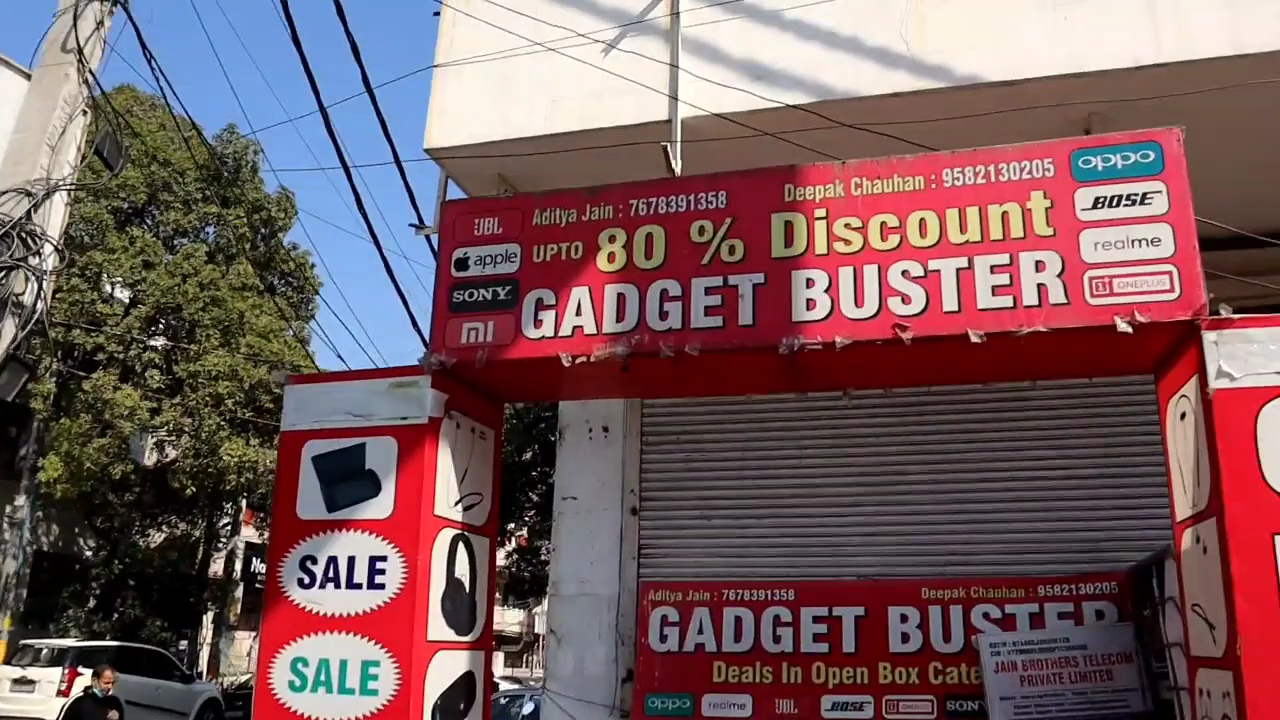 Aditya Jain : 7678391358
Deepak Chauhan : 9582130205
UPTO 80 % Discount
GADGET BUSTER
JBL
apple
SONY
mi
oppo
BOSE
realme
ONEPLUS
SALE
SALE
Aditya Jain : 7678391358
Deepak Chauhan : 9582130205
GADGET BUSTER
Deals In Open Box
oppo
realme
JBL
BOSE
ONEPLUS
JAIN BROTHERS TELECOM
PRIVATE LIMITED